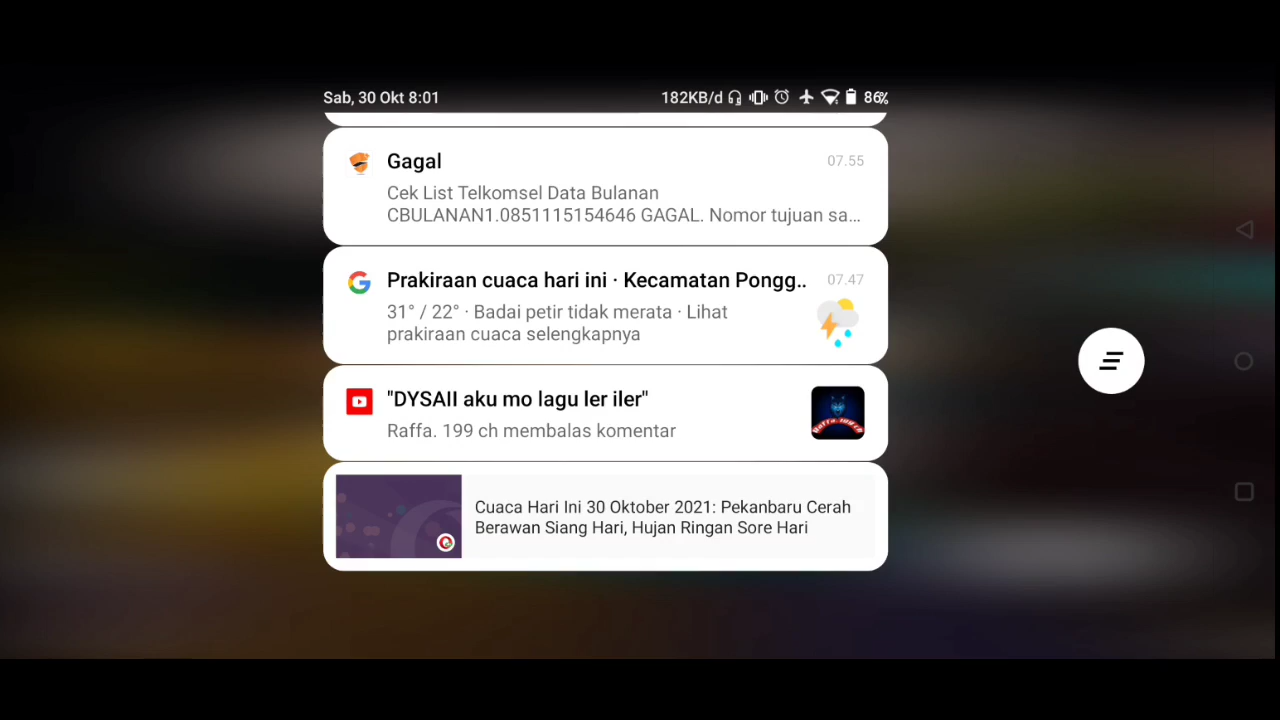 Sab, 30 Okt 8:01
182KB/d
86%
Gagal
07.55
Cek List Telkomsel Data Bulanan
CBULANAN1.0851115154646 GAGAL. Nomor tujuan sa...
Prakiraan cuaca hari ini · Kecamatan Pongg..
07.47
31° / 22° · Badai petir tidak merata · Lihat
prakiraan cuaca selengkapnya
"DYSAII aku mo lagu ler iler"
Raffa. 199 ch membalas komentar
Cuaca Hari Ini 30 Oktober 2021: Pekanbaru Cerah
Berawan Siang Hari, Hujan Ringan Sore Hari